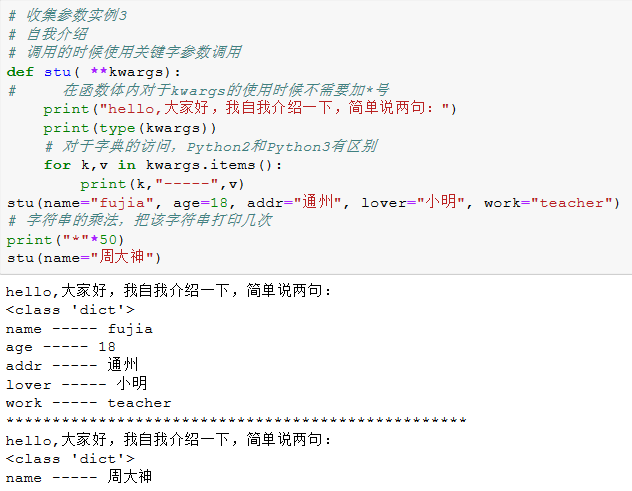 # 收集参数实例3
# 自我介绍
# 调用的时候使用关键字参数调用
def stu( **kwargs):
#     在函数体内对于kwargs的使用时候不需要加*号
    print("hello,大家好，我自我介绍一下，简单说两句：")
    print(type(kwargs))
    # 对于字典的访问，Python2和Python3有区别
    for k,v in kwargs.items():
        print(k,"-----",v)
stu(name="fujia", age=18, addr="通州", lover="小明", work="teacher")
# 字符串的乘法，把该字符串打印几次
print("*"*50)
stu(name="周大神")
hello,大家好，我自我介绍一下，简单说两句：
<class 'dict'>
name ----- fujia
age ----- 18
addr ----- 通州
lover ----- 小明
work ----- teacher
**************************************************
hello,大家好，我自我介绍一下，简单说两句：
<class 'dict'>
name ----- 周大神